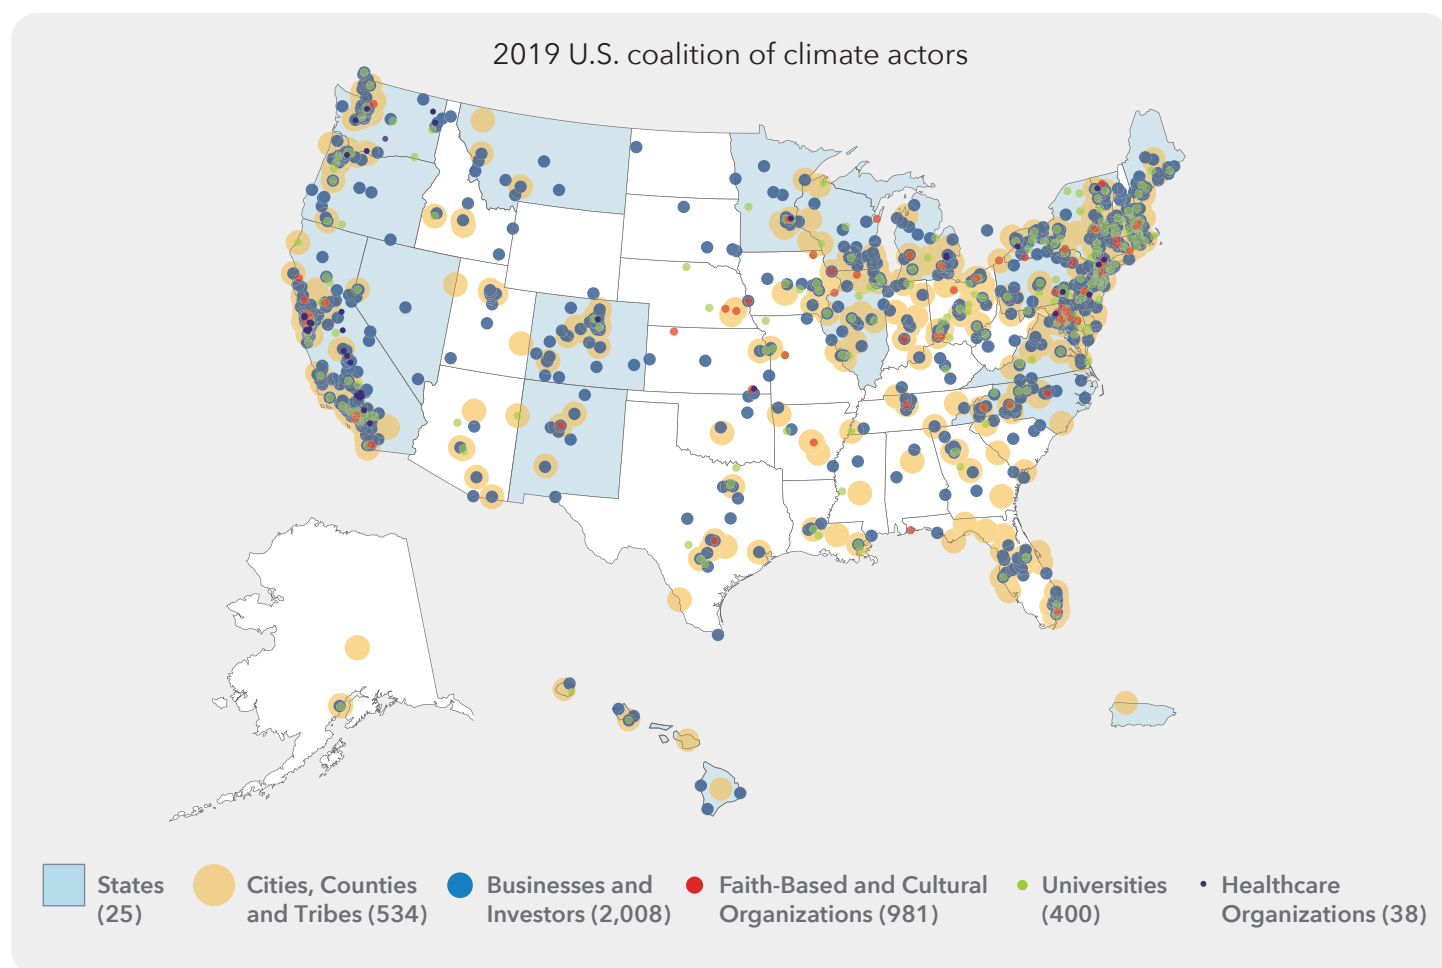 2019 U.S. coalition of climate actors
States
(25)
Cities, Counties
and Tribes (534)
Businesses and
Investors (2,008)
Faith-Based and Cultural
Organizations (981)
Universities
(400)
Healthcare
Organizations (38)